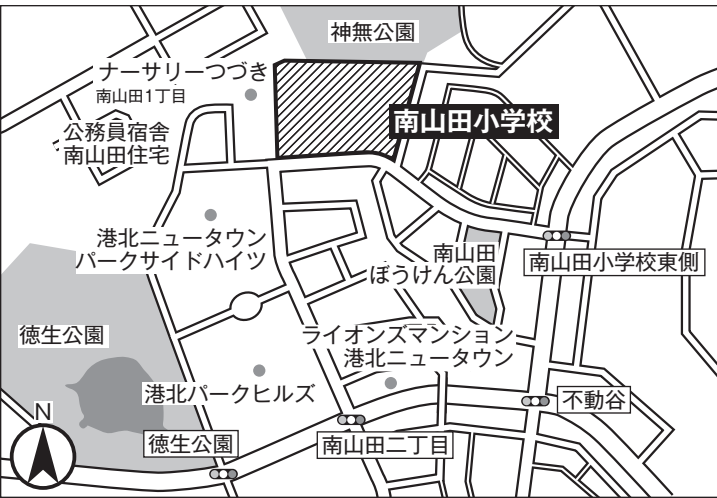 神無公園
ナーサリーつづき
南山田1丁目
南山田小学校
公務員宿舎
南山田住宅
港北ニュータウン
パークサイドハイツ
南山田
ぼうけん公園
南山田小学校東側
徳生公園
ライオンズマンション
港北ニュータウン
港北パークヒルズ
不動谷
N
徳生公園
南山田二丁目